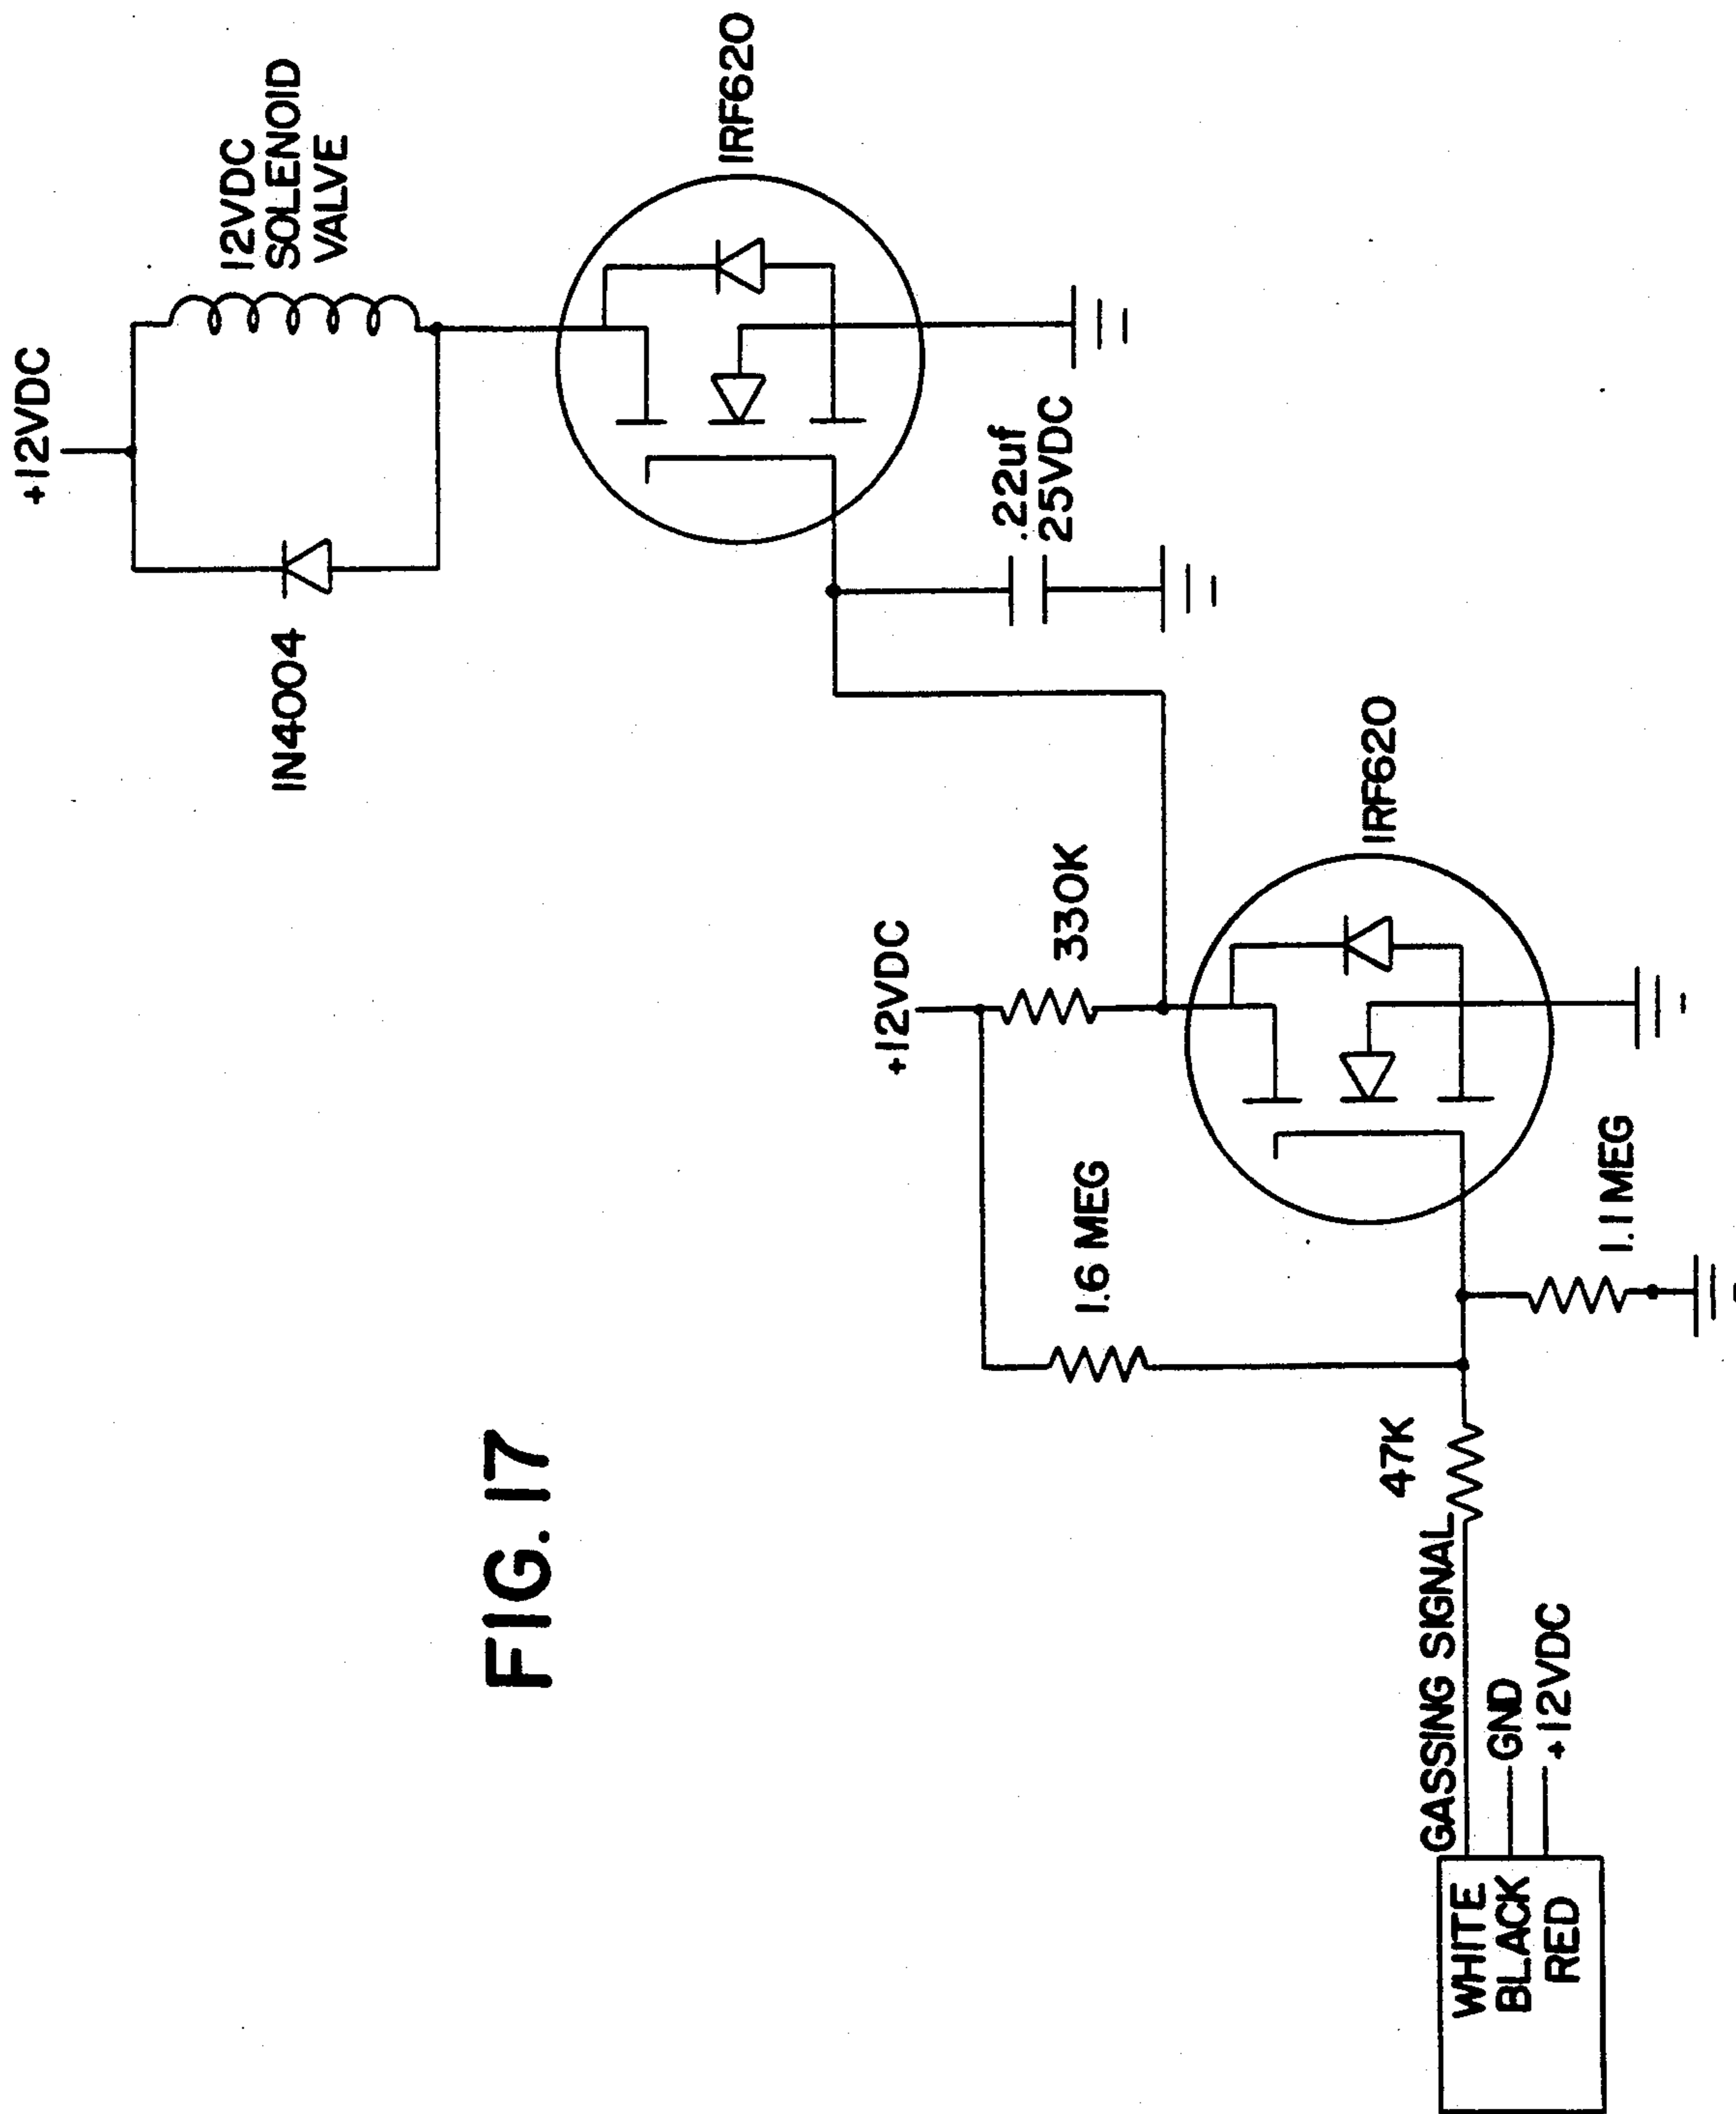 FIG. 17
+12VDC
12VDC
SOLENOID
VALVE
IN4004
IRF620
.22uf
25VDC
+12VDC
330K
1.6 MEG
IRF620
1.1 MEG
47K
GASSING SIGNAL
GND
+12VDC
WHITE
BLACK
RED